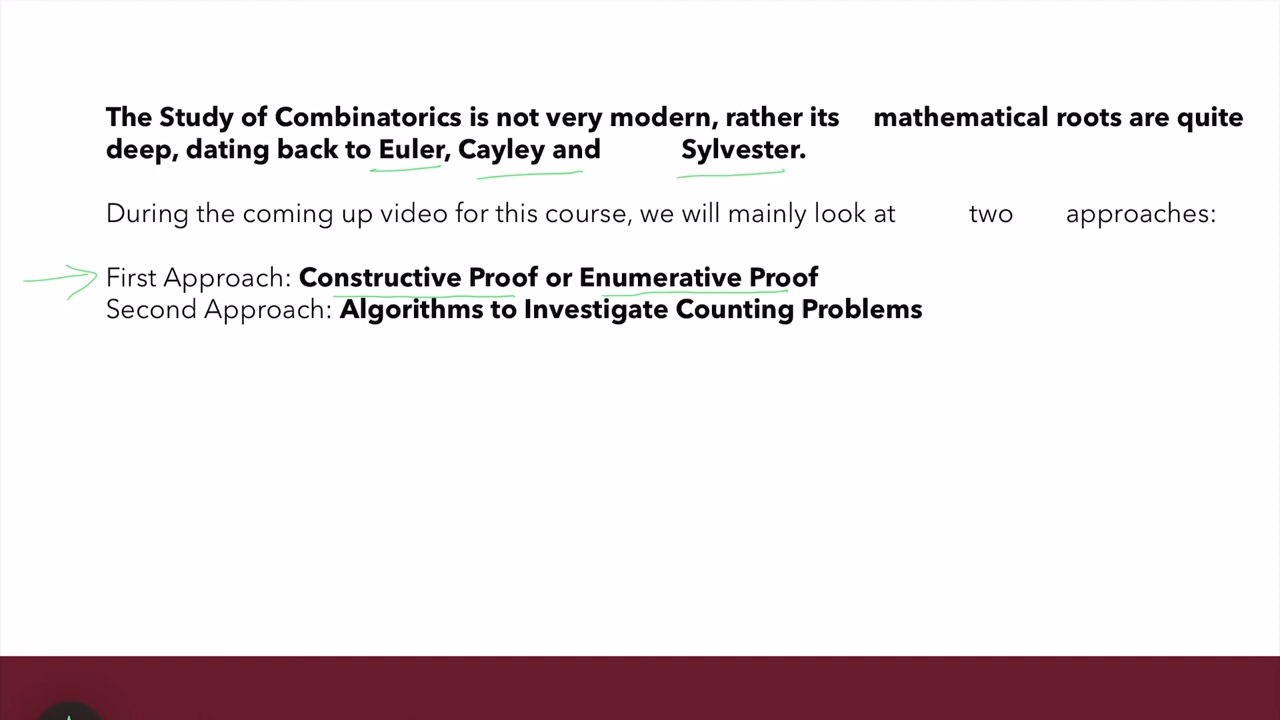 The Study of Combinatorics is not very modern, rather its mathematical roots are quite
deep, dating back to Euler, Cayley and Sylvester.
During the coming up video for this course, we will mainly look at two approaches:
First Approach: Constructive Proof or Enumerative Proof
Second Approach: Algorithms to Investigate Counting Problems